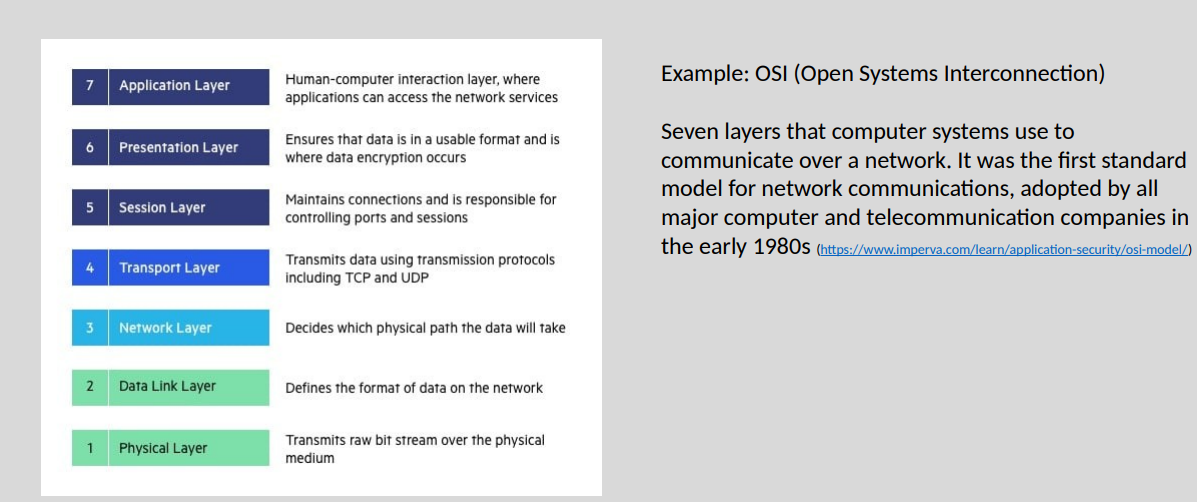 7 Application Layer Human-computer interaction layer, where
applications can access the network services
6 Presentation Layer Ensures that data is in a usable format and is
where data encryption occurs
5 Session Layer Maintains connections and is responsible for
controlling ports and sessions
4 Transport Layer Transmits data using transmission protocols
including TCP and UDP
3 Network Layer Decides which physical path the data will take
2 Data Link Layer Defines the format of data on the network
1 Physical Layer Transmits raw bit stream over the physical
medium
Example: OSI (Open Systems Interconnection)
Seven layers that computer systems use to
communicate over a network. It was the first standard
model for network communications, adopted by all
major computer and telecommunication companies in
the early 1980s (https://www.imperva.com/learn/application-security/osi-model/)